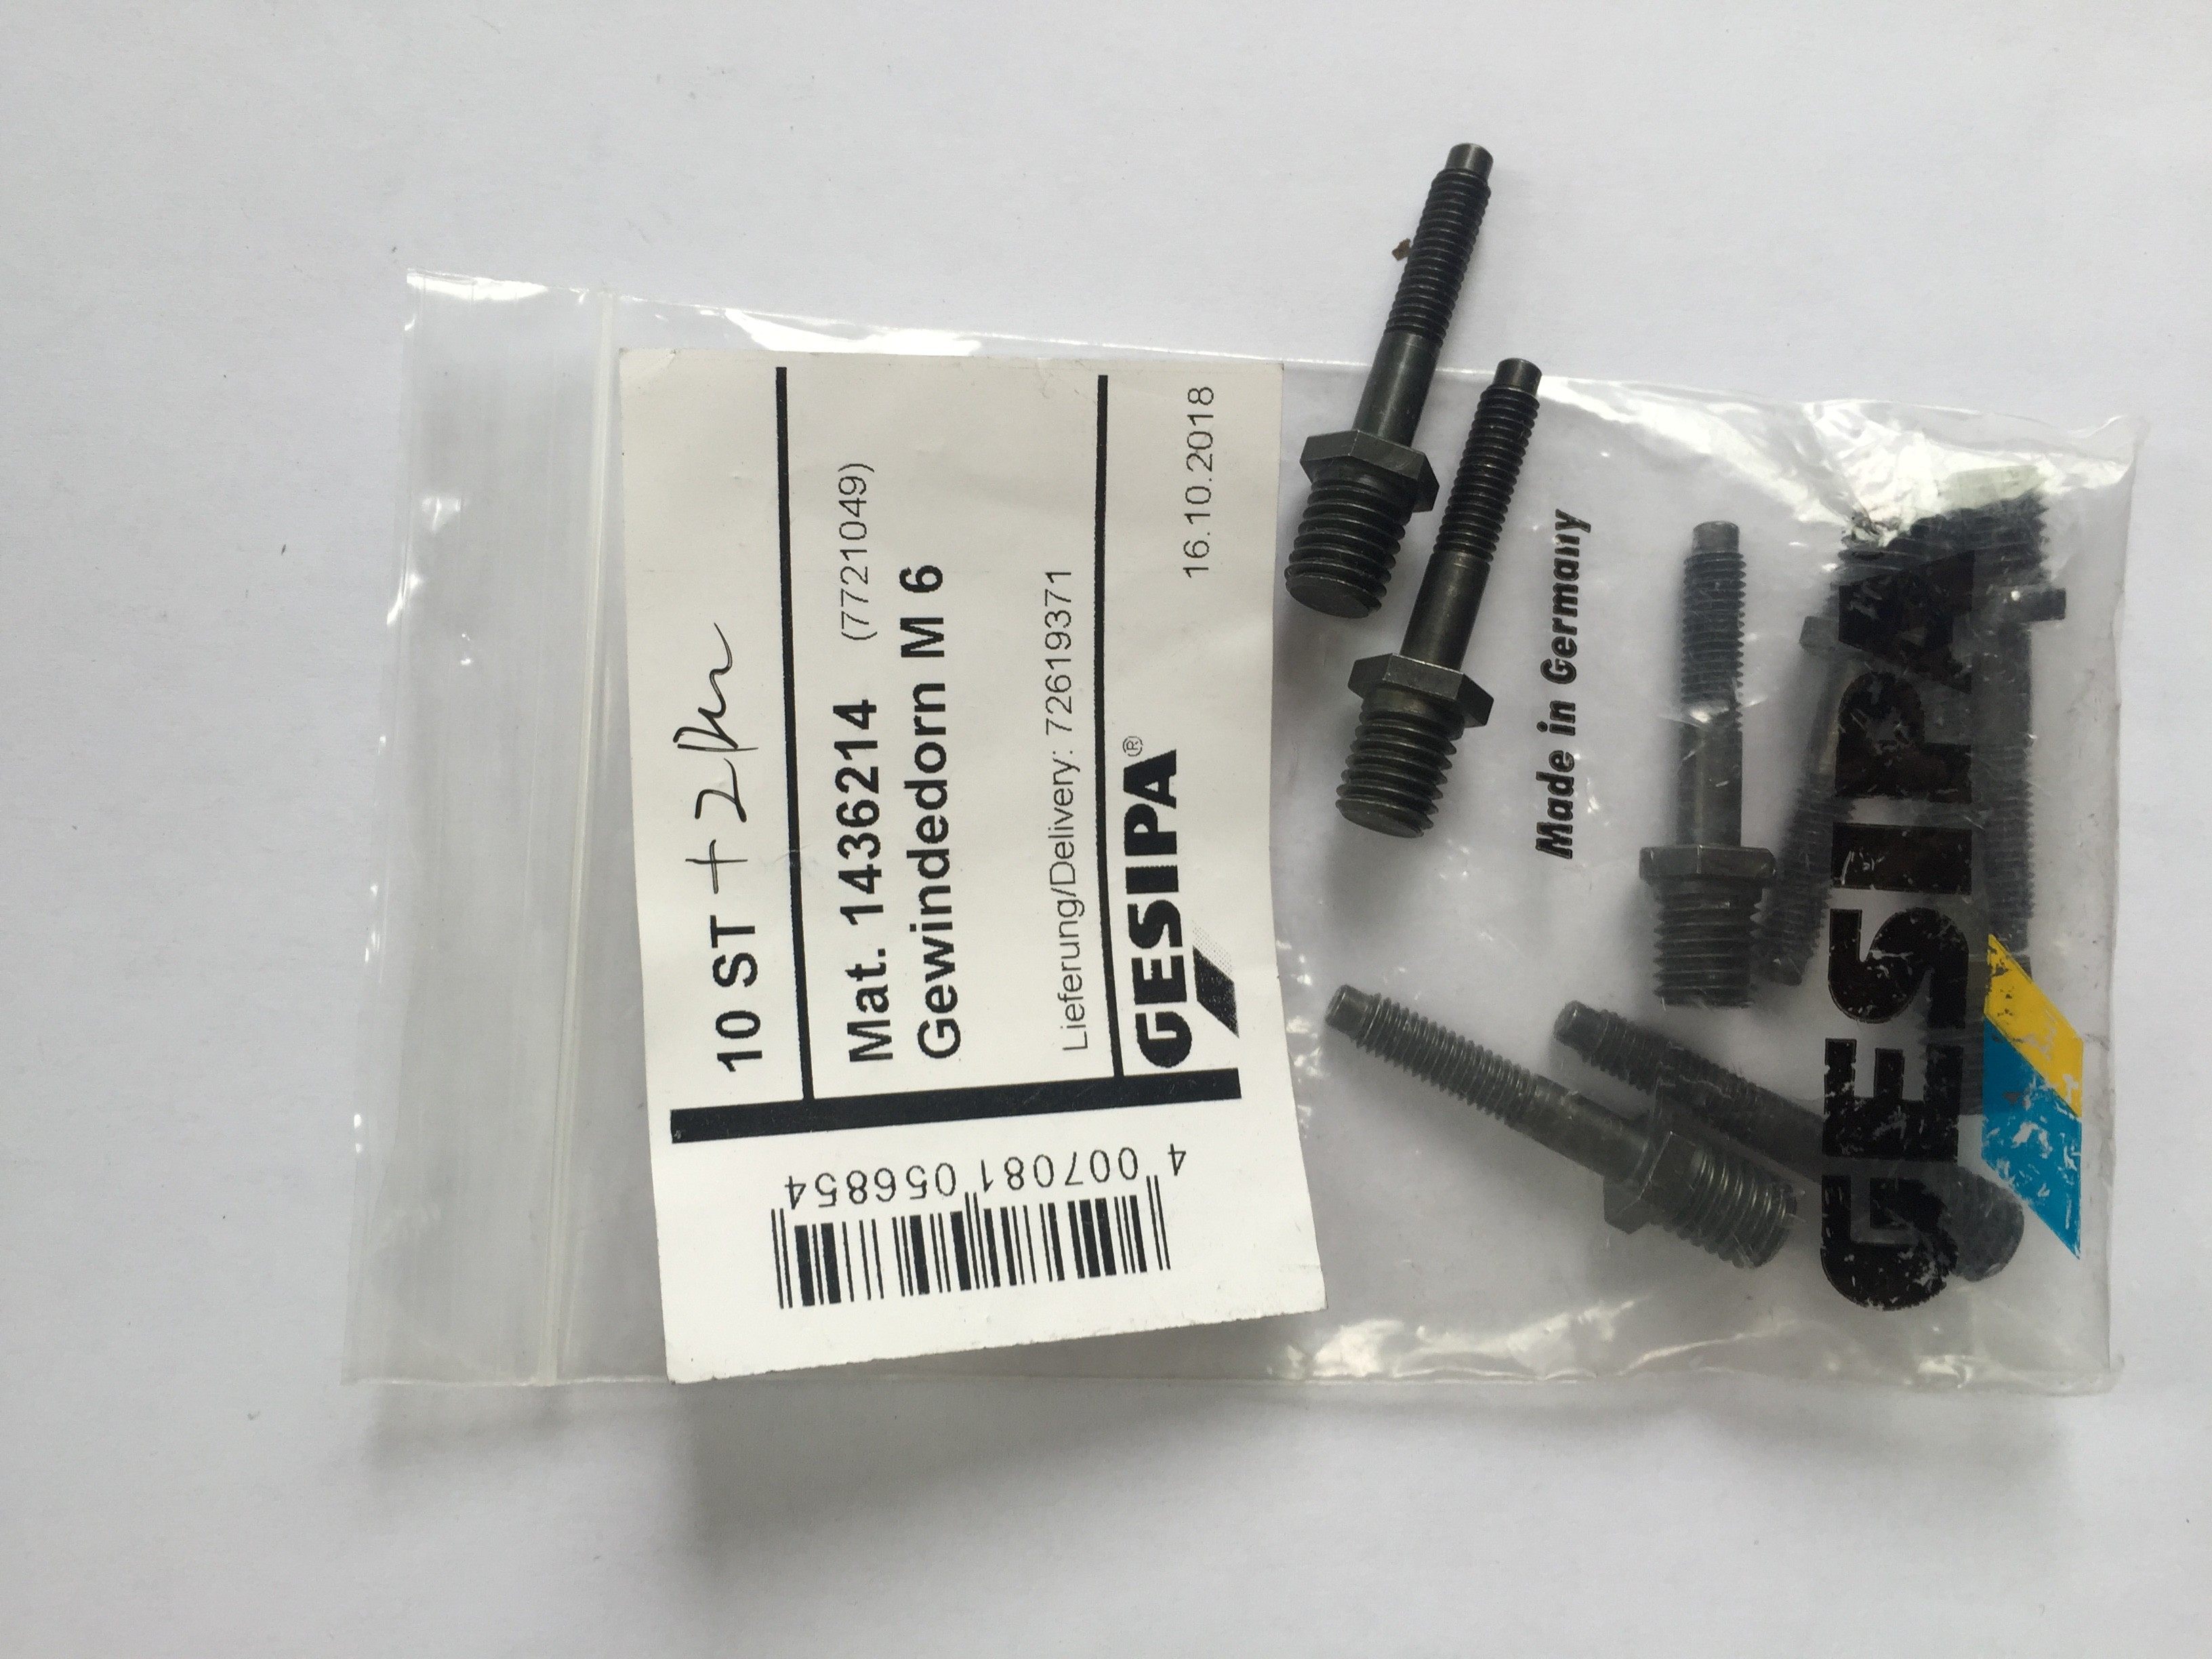 10 ST + 2
Mat. 1436214 (7721049)
Gewindedorn M 6
Lieferung/Delivery: 72619371
GESIPA®
16.10.2018
4 007081 056854
Made in Germany
GESIPA